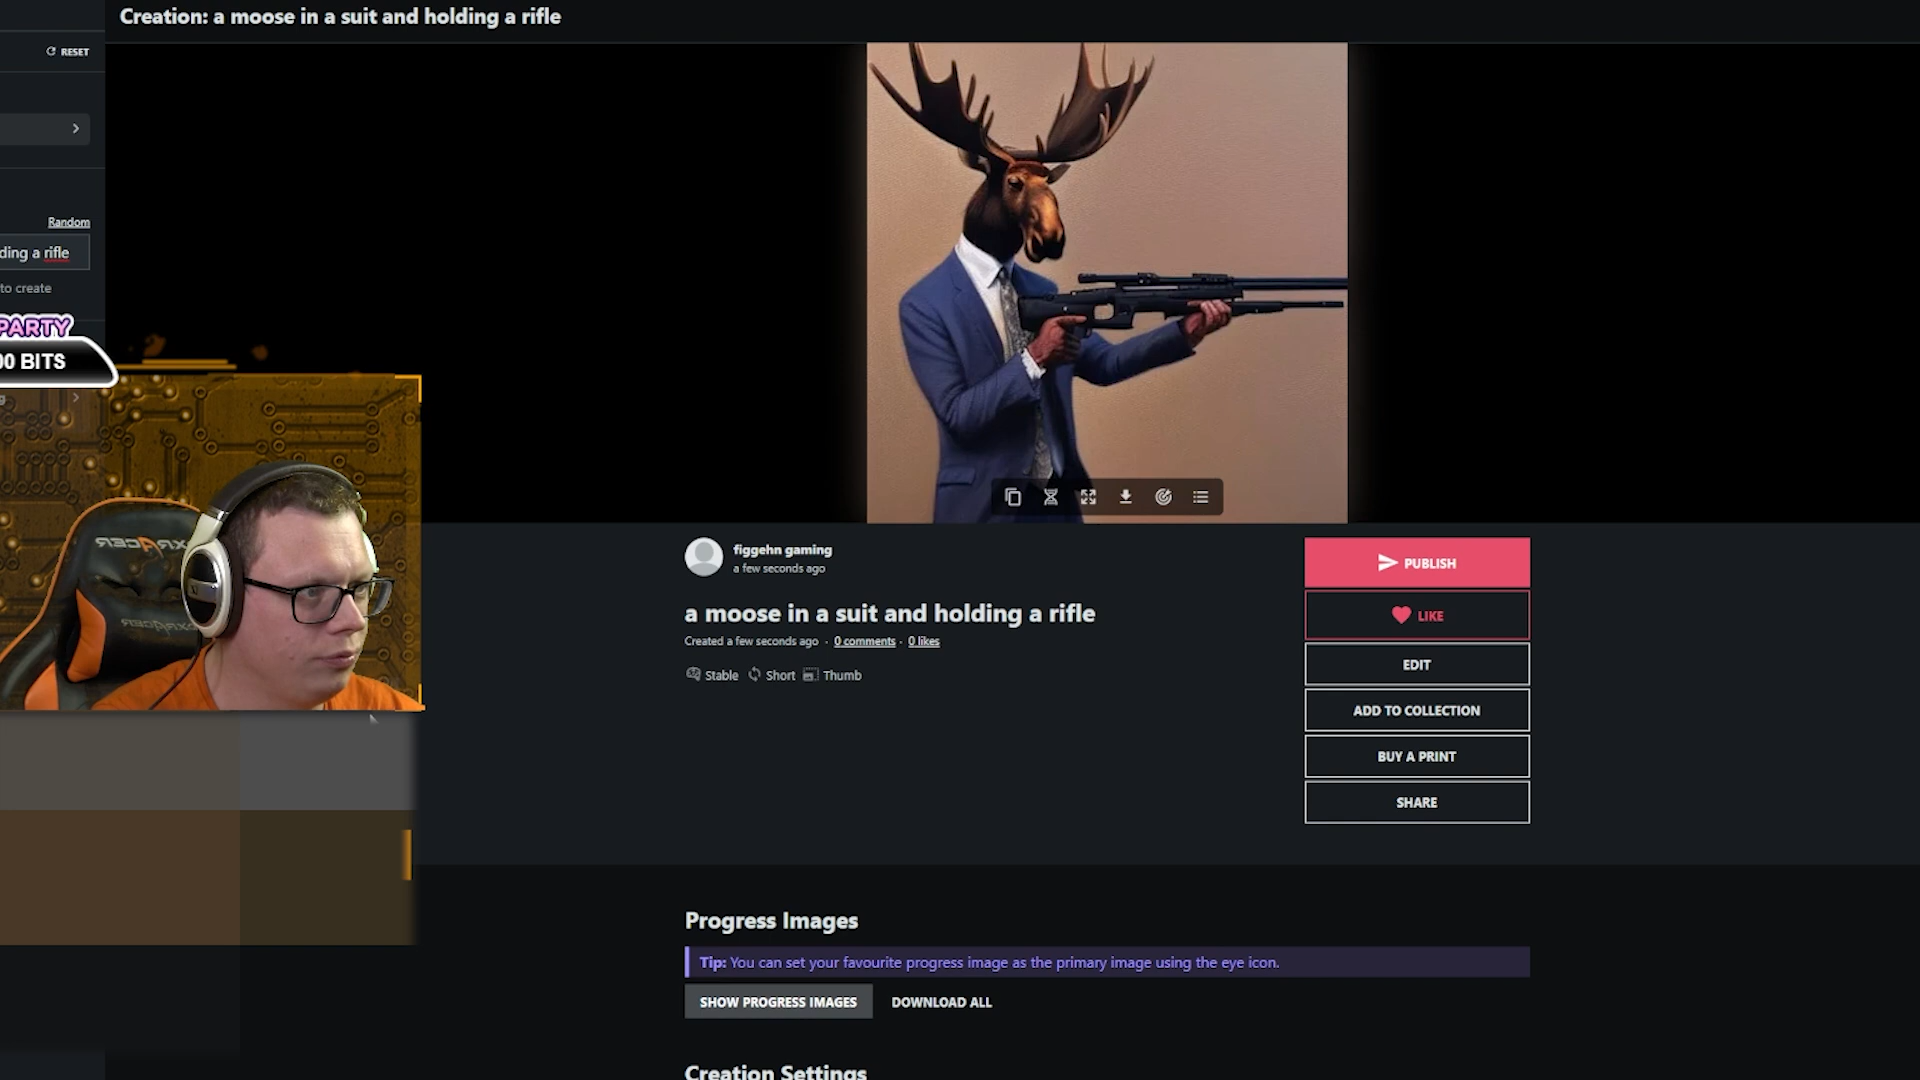 Creation: a moose in a suit and holding a rifle
RESET
Random
ding a rifle
to create
PARTY
00 BITS
g
figgehn gaming
a few seconds ago
a moose in a suit and holding a rifle
Created a few seconds ago · 0 comments · 0 likes
Stable Short Thumb
PUBLISH
LIKE
EDIT
ADD TO COLLECTION
BUY A PRINT
SHARE
Progress Images
Tip: You can set your favourite progress image as the primary image using the eye icon.
SHOW PROGRESS IMAGES DOWNLOAD ALL
Creation Settings